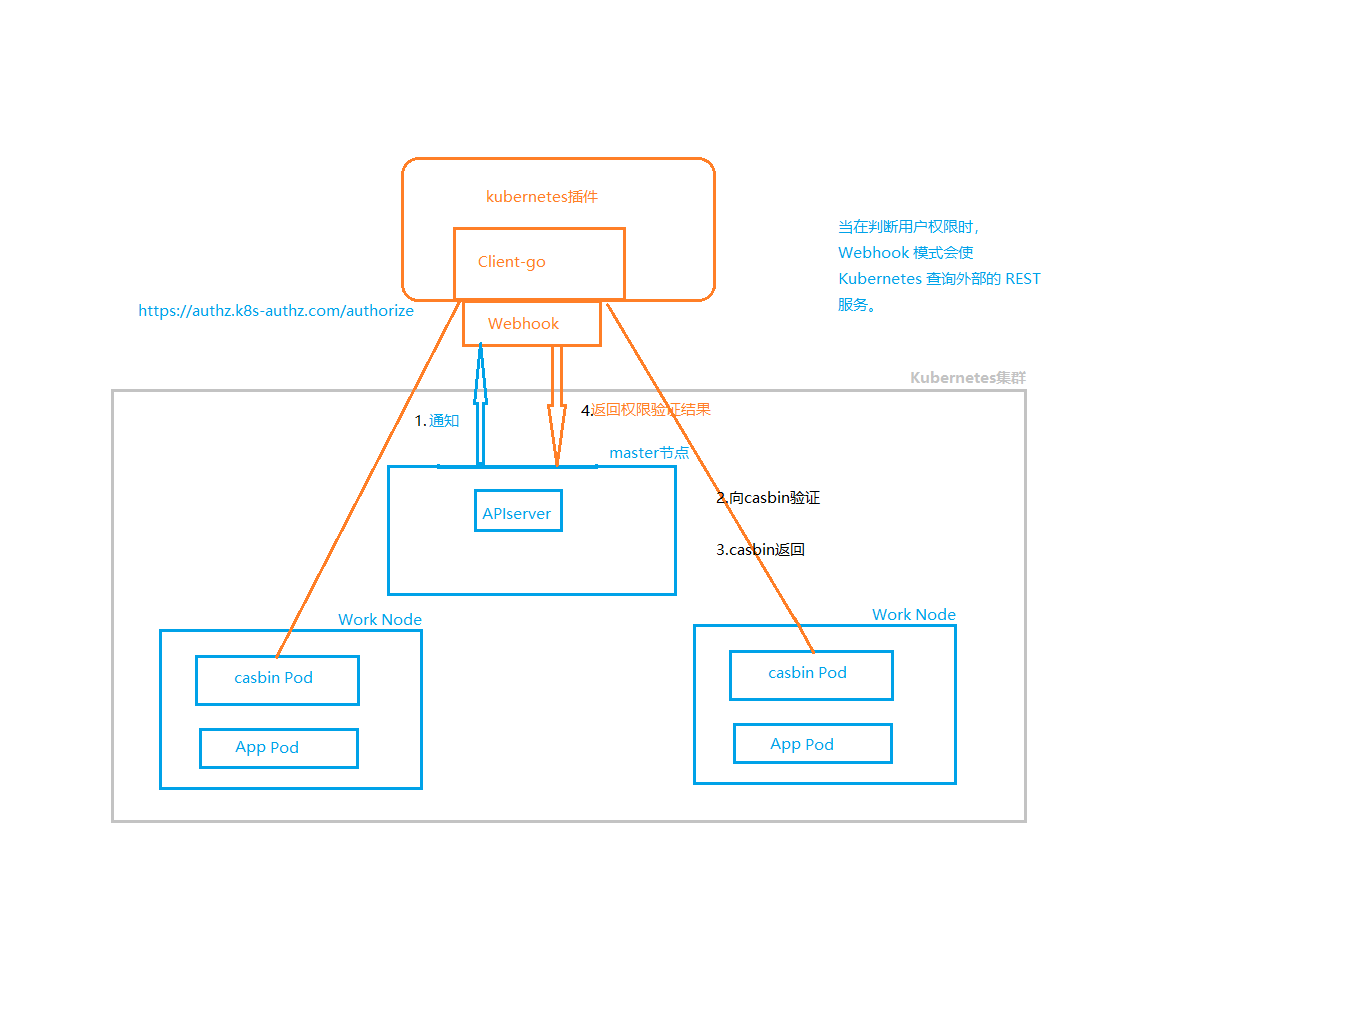 kubernetes插件
当在判断用户权限时，
Webhook 模式会使
Kubernetes 查询外部的 REST
服务。
Client-go
https://authz.k8s-authz.com/authorize
Webhook
Kubernetes集群
1. 通知
4.返回权限验证结果
master节点
2.向casbin验证
APIserver
3.casbin返回
Work Node
Work Node
casbin Pod
casbin Pod
App Pod
App Pod